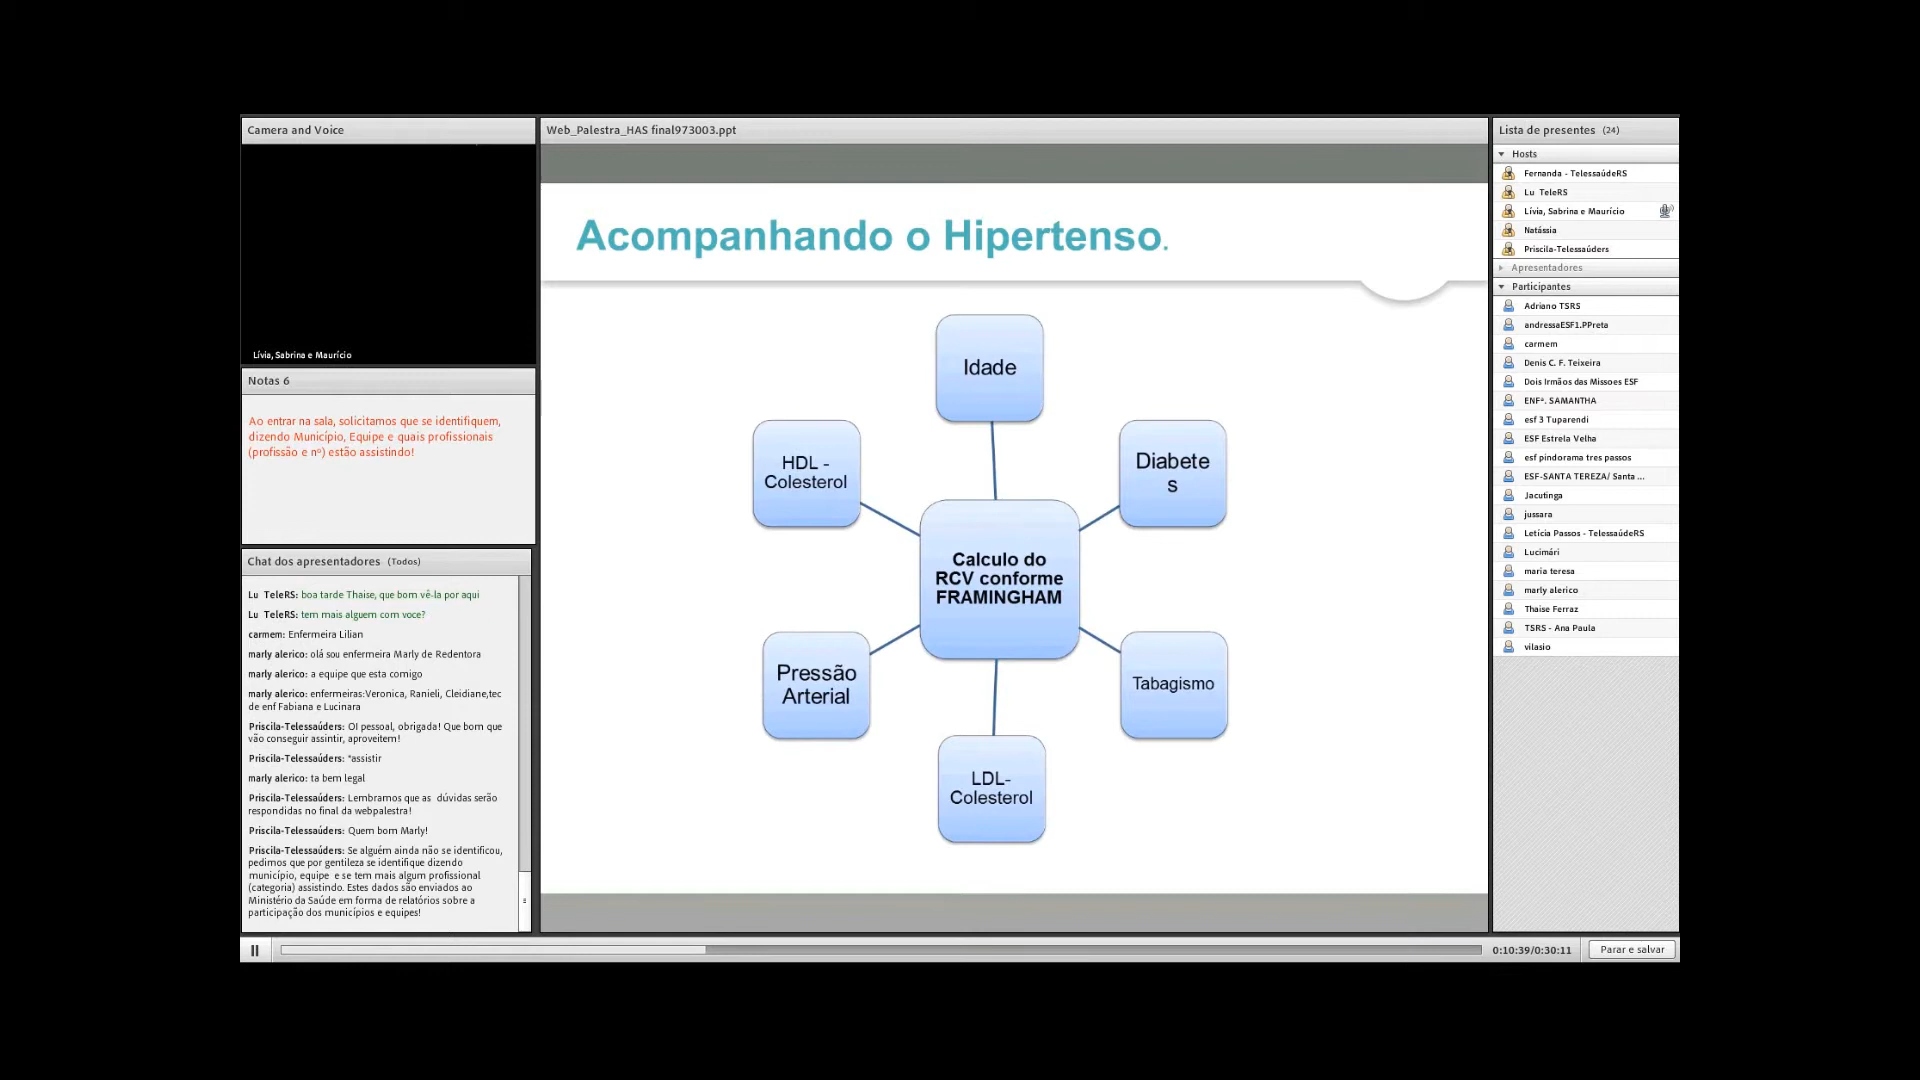 Camera and Voice
Lívia, Sabrina e Maurício
Notas 6
Ao entrar na sala, solicitamos que se identifiquem,
dizendo Município, Equipe e quais profissionais
(profissão e nº) estão assistindo!
Chat dos apresentadores (Todos)
Lu TeleRS: boa tarde Thaise, que bom vê-la por aqui
Lu TeleRS: tem mais alguem com voce?
carmem: Enfermeira Lilian
marly alerico: olá sou enfermeira Marly de Redentora
marly alerico: a equipe que esta comigo
marly alerico: enfermeiras:Veronica, Ranieli, Cleidiane,tec
de enf Fabiana e Lucinara
Priscila-Telessaúders: OI pessoal, obrigada! Que bom que
vão conseguir assintir, aproveitem!
Priscila-Telessaúders: *assistir
marly alerico: ta bem legal
Priscila-Telessaúders: Lembramos que as dúvidas serão
respondidas no final da webpalestra!
Priscila-Telessaúders: Quem bom Marly!
Priscila-Telessaúders: Se alguém ainda não se identificou,
pedimos que por gentileza se identifique dizendo
município, equipe e se tem mais algum profissional
(categoria) assistindo. Estes dados são enviados ao
Ministério da Saúde em forma de relatórios sobre a
participação dos municípios e equipes!
Web_Palestra_HAS final973003.ppt
Acompanhando o Hipertenso.
Idade
HDL -
Colesterol
Diabete
s
Calculo do
RCV conforme
FRAMINGHAM
Pressão
Arterial
Tabagismo
LDL-
Colesterol
Lista de presentes (24)
Hosts
Fernanda - TelessaúdeRS
Lu TeleRS
Lívia, Sabrina e Maurício
Natássia
Priscila-Telessaúders
Apresentadores
Participantes
Adriano TSRS
andressaESF1.PPreta
carmem
Denis C. F. Teixeira
Dois Irmãos das Missoes ESF
ENFª. SAMANTHA
esf 3 Tuparendi
ESF Estrela Velha
esf pindorama tres passos
ESF-SANTA TEREZA/ Santa ...
Jacutinga
jussara
Letícia Passos - TelessaúdeRS
Lucimári
maria teresa
marly alerico
Thaise Ferraz
TSRS - Ana Paula
vilasio
0:10:39/0:30:11
Parar e salvar